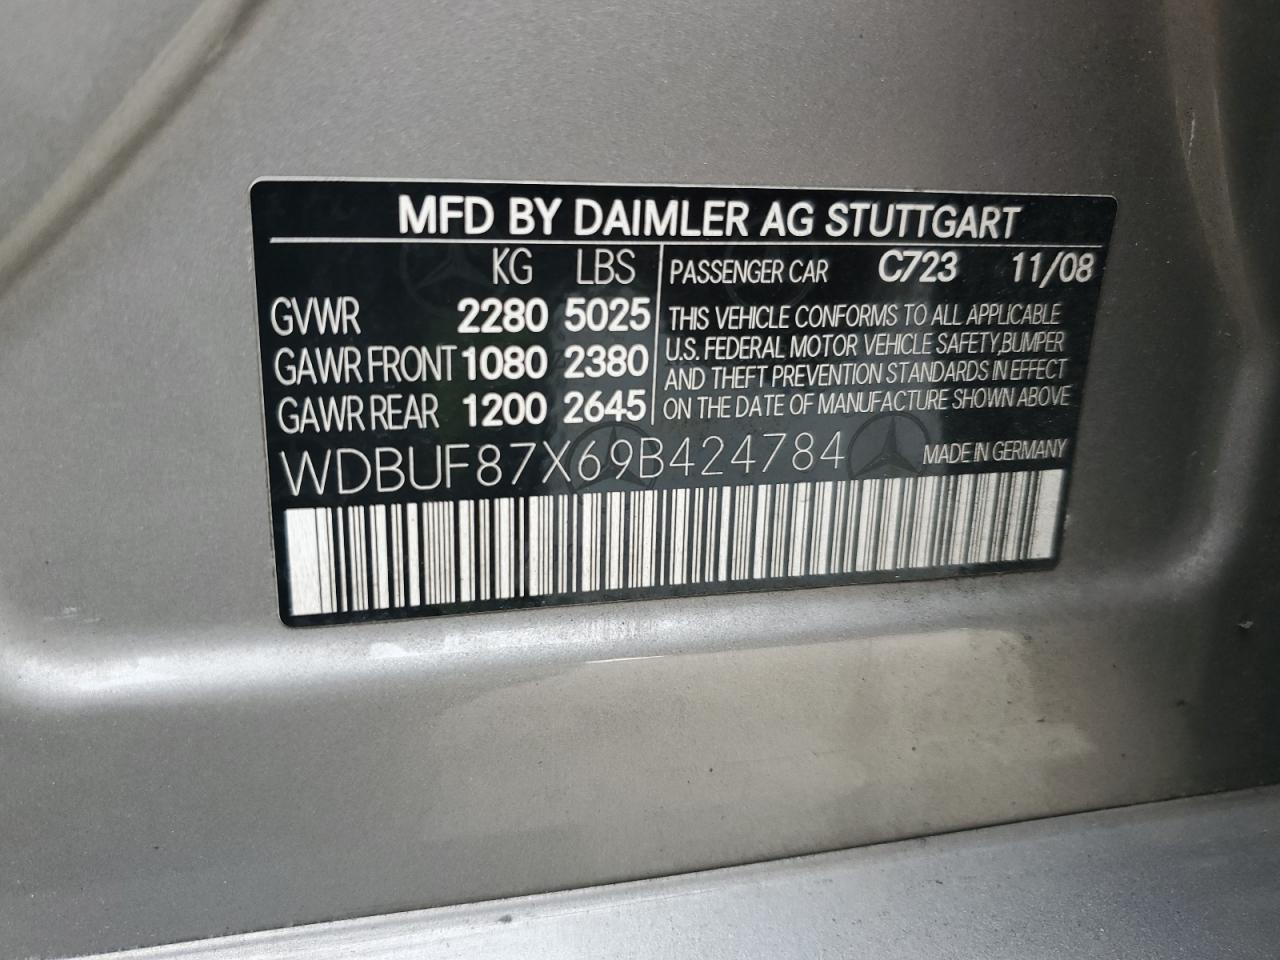 MFD BY DAIMLER AG STUTTGART
KG LBS
GVWR 2280 5025
GAWR FRONT 1080 2380
GAWR REAR 1200 2645
PASSENGER CAR C723 11/08
THIS VEHICLE CONFORMS TO ALL APPLICABLE
U.S. FEDERAL MOTOR VEHICLE SAFETY,BUMPER
AND THEFT PREVENTION STANDARDS IN EFFECT
ON THE DATE OF MANUFACTURE SHOWN ABOVE
WDBUF87X69B424784 MADE IN GERMANY